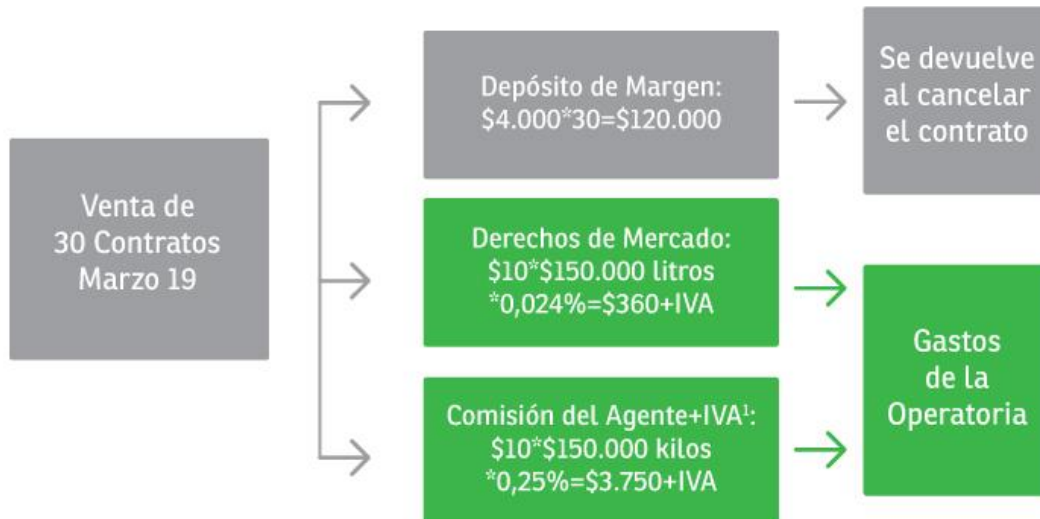 Venta de
30 Contratos
Marzo 19
Depósito de Margen:
$4.000*30=$120.000
Se devuelve
al cancelar
el contrato
Derechos de Mercado:
$10*$150.000 litros
*0,024%=$360+IVA
Comisión del Agente+IVA¹:
$10*$150.000 kilos
*0,25%=$3.750+IVA
Gastos
de la
Operatoria